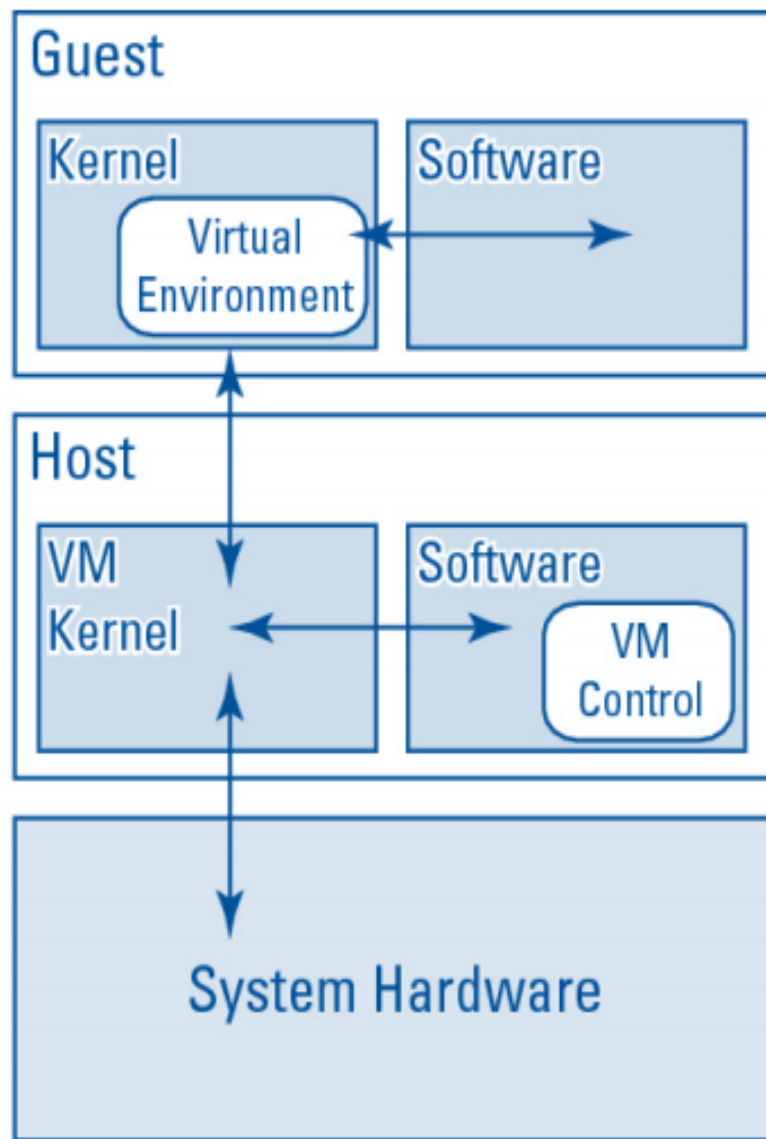 Guest
Kernel
Software
Virtual
Environment
Host
VM
Kernel
Software
VM
Control
System Hardware